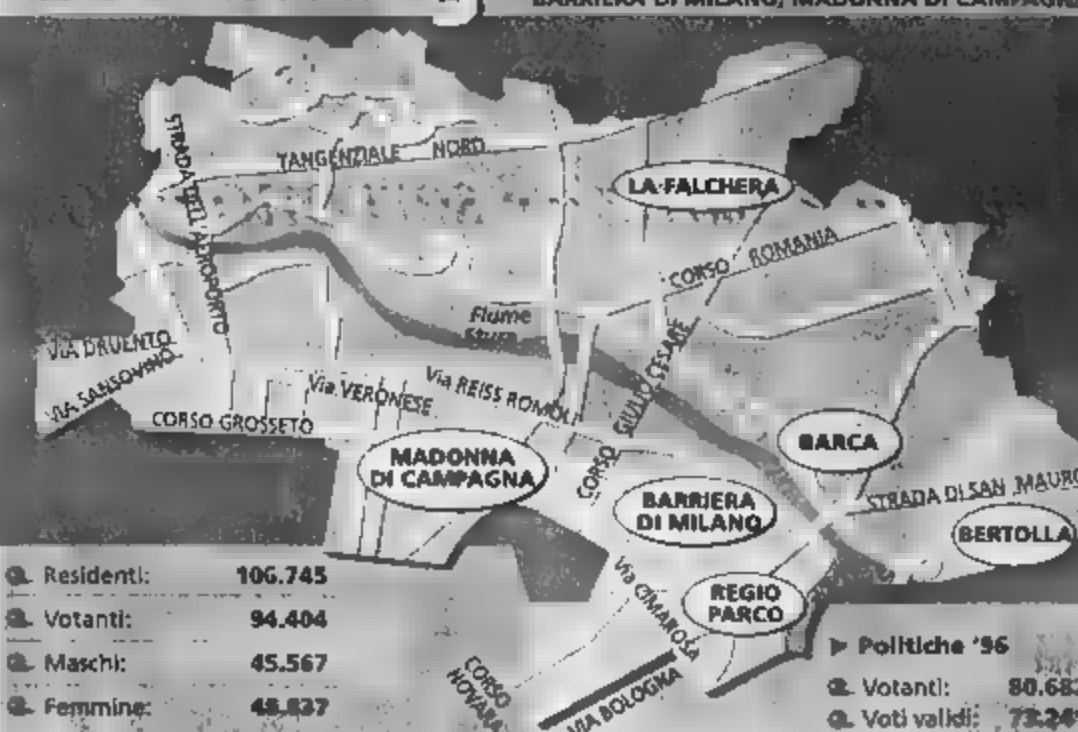 BARRIERA DI MILANO, MADONNA DI CAMPAGNA
STRADA DELL'AEROPORTO
TANGENZIALE NORD
LA FALCHERA
CORSO ROMANIA
Fiume
Stura
CORSO GIULIO CESARE
VIA DRUENTO
VIA SANSOVINO
Via VERONESE
Via REISS ROMOLI
CORSO GROSSETO
MADONNA
DI CAMPAGNA
BARCA
BARRIERA
DI MILANO
STRADA DI SAN MAURO
BERTOLLA
REGIO
PARCO
Via CIMAROSA
CORSO
NOVARA
VIA BOLOGNA
Residenti: 106.745
Votanti: 94.404
Maschi: 45.567
Femmine: 48.837
Politiche '96
Votanti: 80.682
Voti validi: